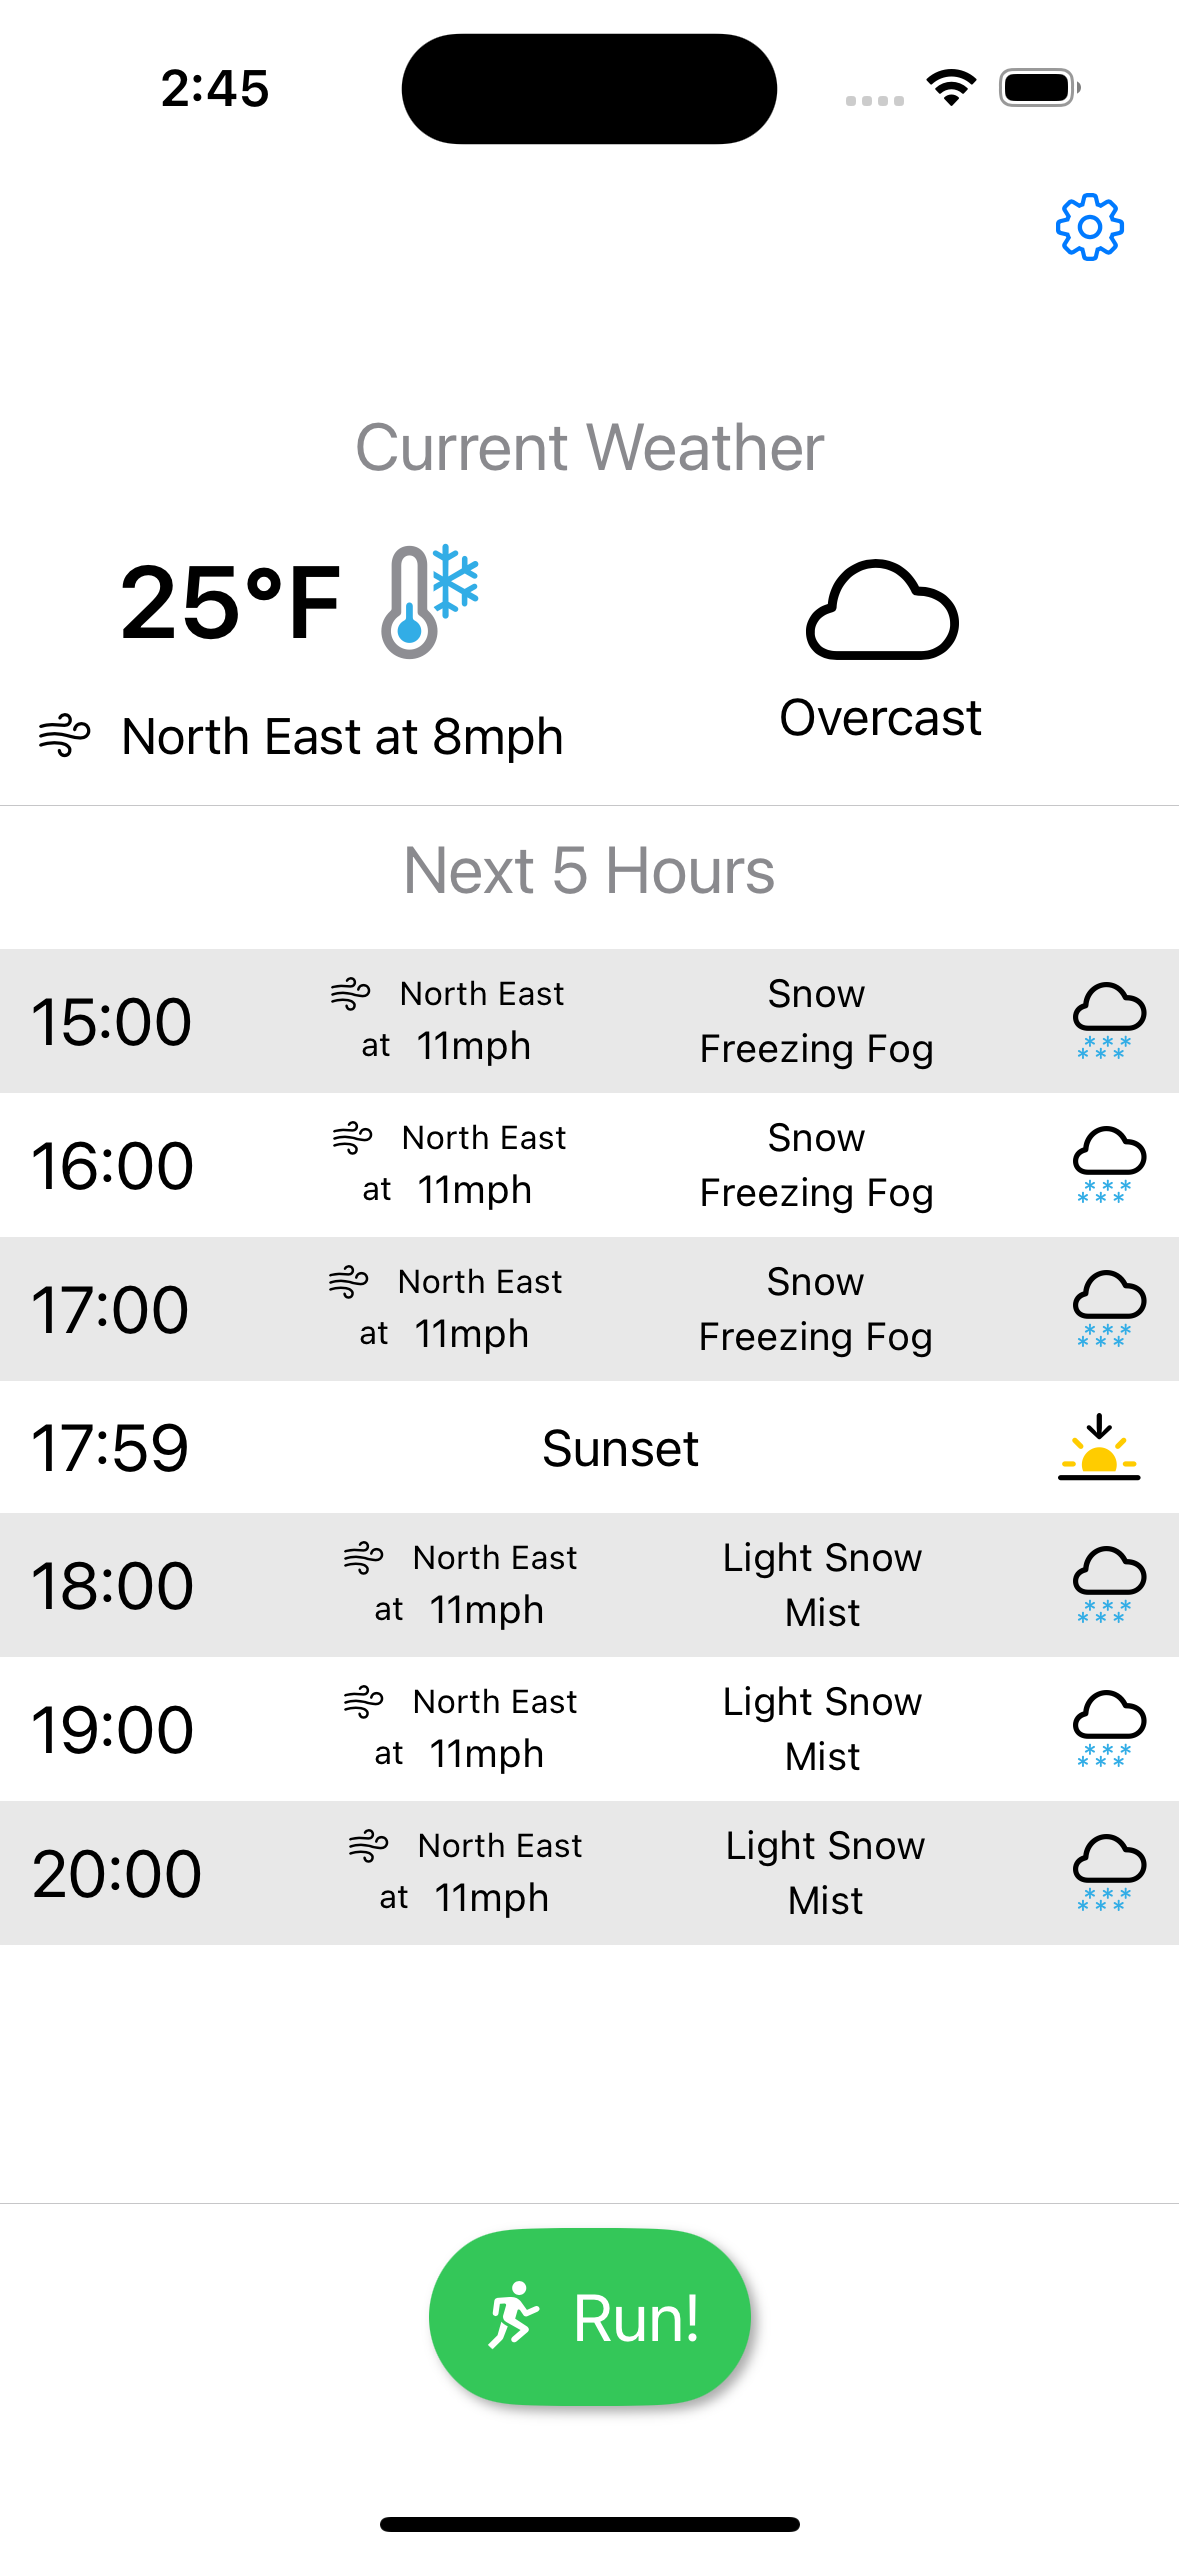 2:45
Current Weather
25°F
North East at 8mph
Overcast
Next 5 Hours
15:00
North East
at 11mph
Snow
Freezing Fog
16:00
North East
at 11mph
Snow
Freezing Fog
17:00
North East
at 11mph
Snow
Freezing Fog
17:59
Sunset
18:00
North East
at 11mph
Light Snow
Mist
19:00
North East
at 11mph
Light Snow
Mist
20:00
North East
at 11mph
Light Snow
Mist
Run!